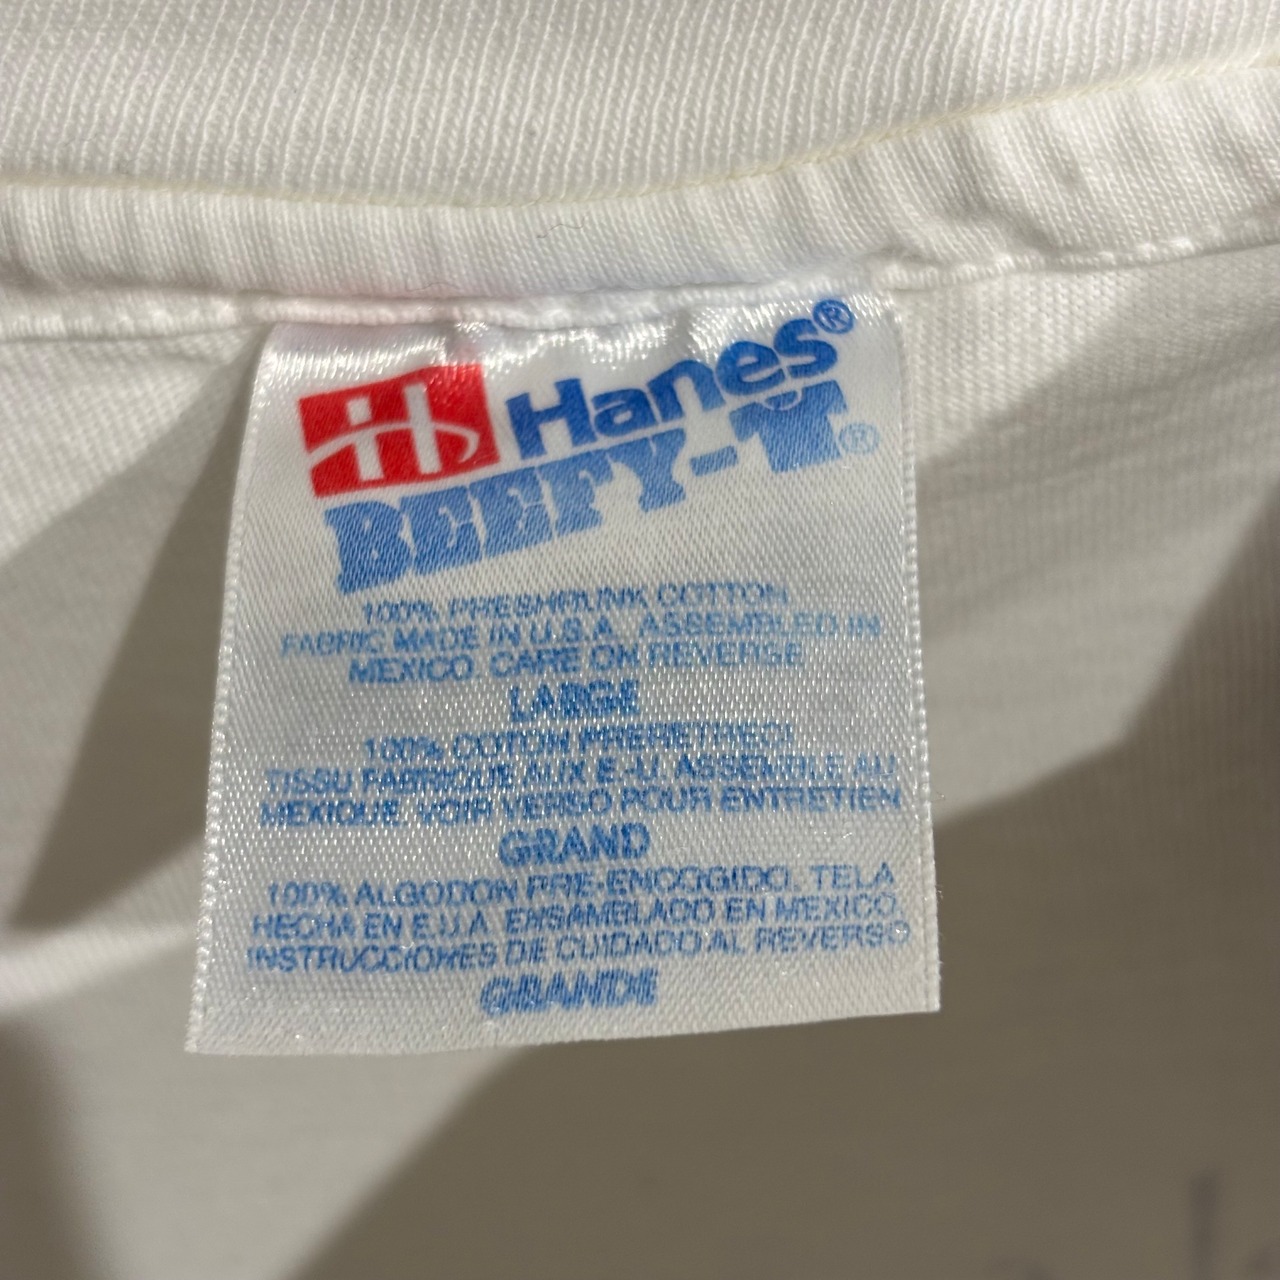 Hanes®
BEEFY-T®
100% PRESHRUNK COTTON
FABRIC MADE IN U.S.A. ASSEMBLED IN
MEXICO. CARE ON REVERSE
LARGE
100% COTON PRERETRECI
TISSU FABRIQUE AUX E.-U. ASSEMBLE AU
MEXIQUE. VOIR VERSO POUR ENTRETIEN
GRAND
100% ALGODON PRE-ENCOGIDO. TELA
HECHA EN E.U.A. ENSAMBLADO EN MEXICO.
INSTRUCCIONES DE CUIDADO AL REVERSO
GRANDE